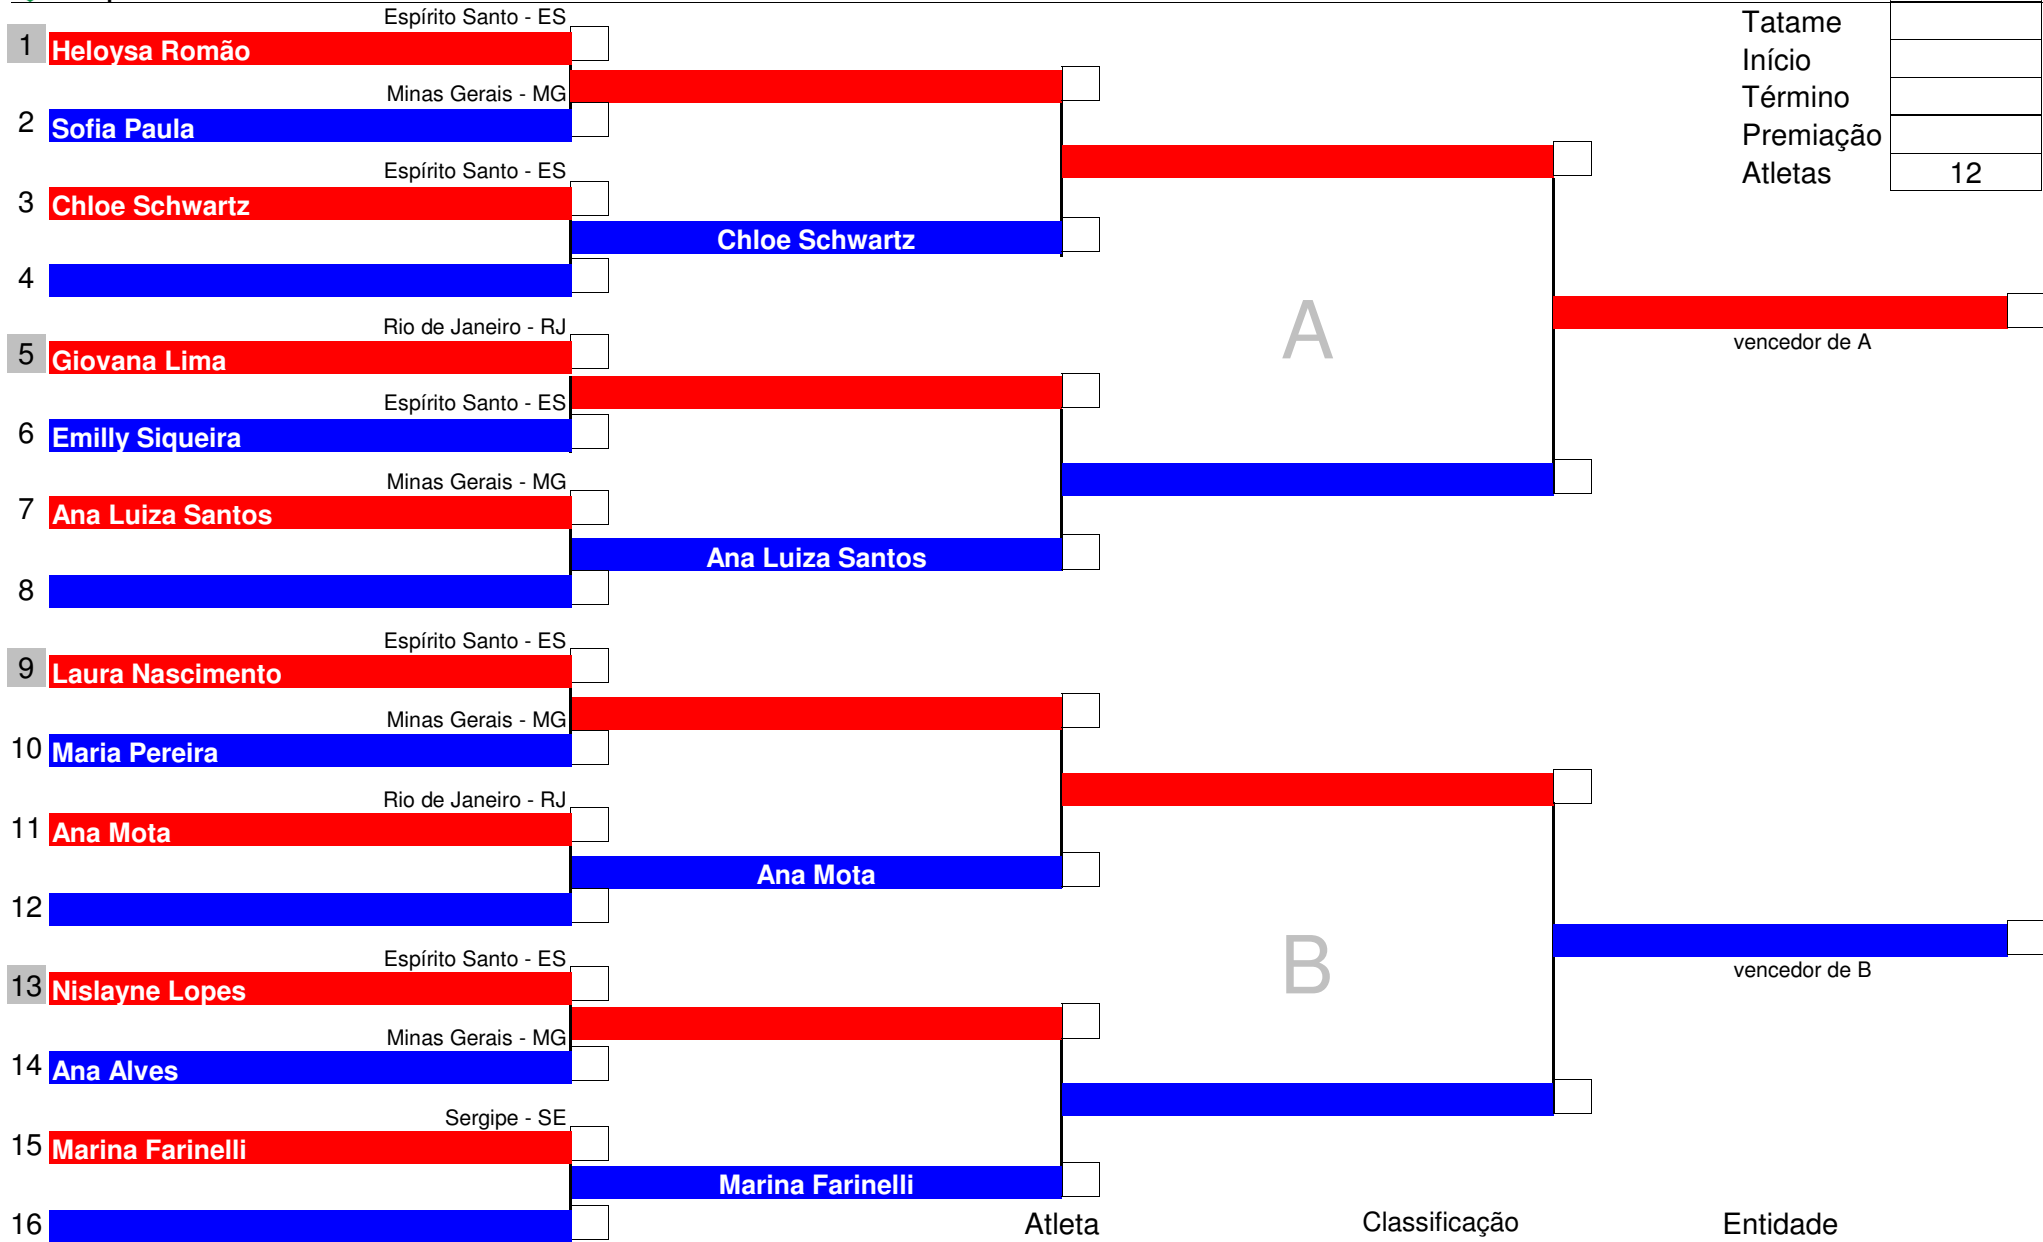 Espírito Santo - ES
Tatame
1 Heloysa Romão
Início
Minas Gerais - MG
Término
2 Sofia Paula
Premiação
Espírito Santo - ES
Atletas 12
3 Chloe Schwartz
Chloe Schwartz
4
Rio de Janeiro - RJ
A
vencedor de A
5 Giovana Lima
Espírito Santo - ES
6 Emilly Siqueira
Minas Gerais - MG
7 Ana Luiza Santos
Ana Luiza Santos
8
Espírito Santo - ES
9 Laura Nascimento
Minas Gerais - MG
10 Maria Pereira
Rio de Janeiro - RJ
11 Ana Mota
Ana Mota
12
Espírito Santo - ES
B
vencedor de B
13 Nislayne Lopes
Minas Gerais - MG
14 Ana Alves
Sergipe - SE
15 Marina Farinelli
Marina Farinelli
16
Atleta Classificação Entidade